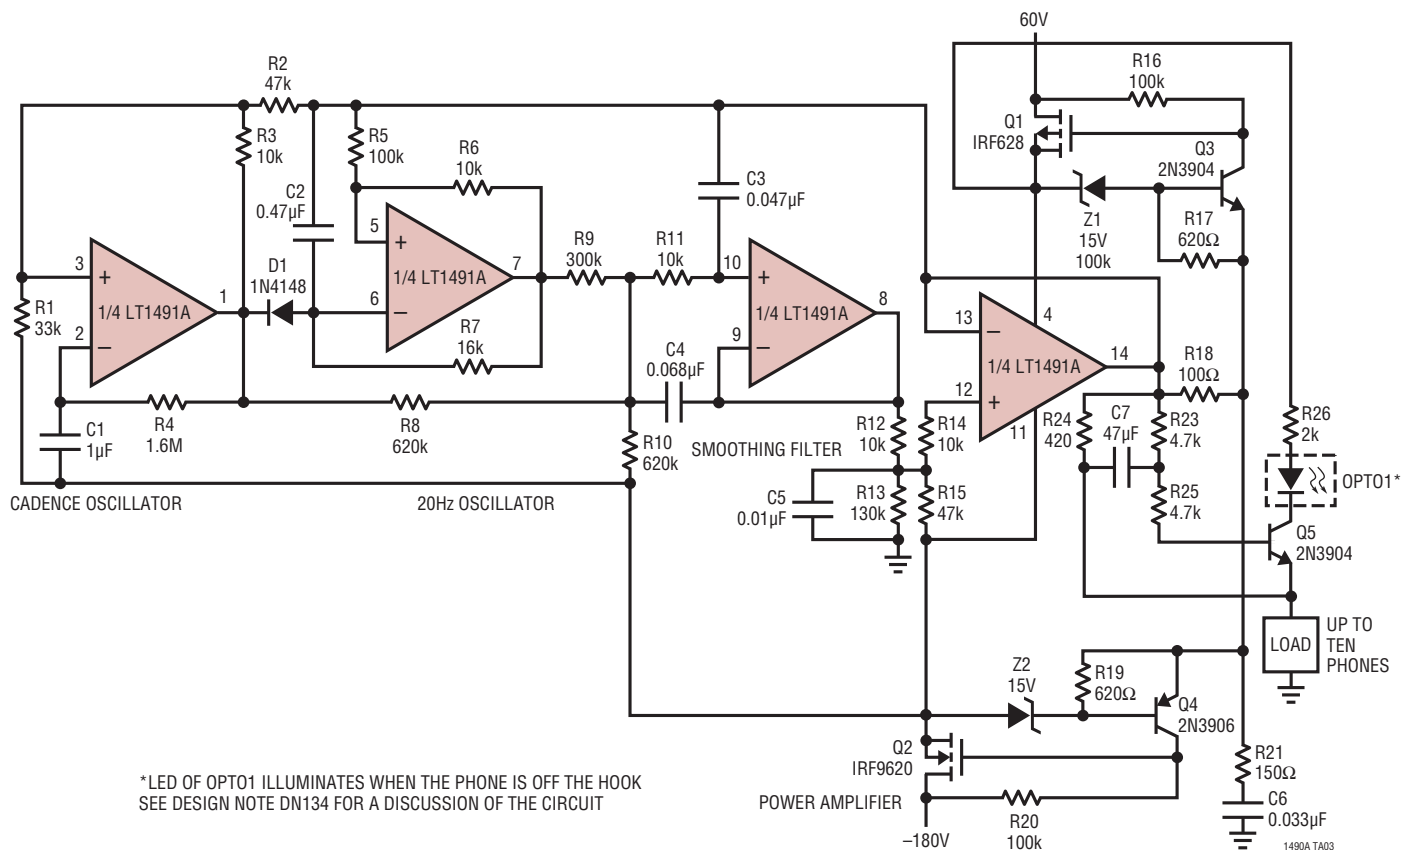 60V
R2
47k
R16
100k
R3
10k
R5
100k
R6
10k
Q1
IRF628
Q3
2N3904
C2
0.47µF
C3
0.047µF
Z1
15V
100k
R17
620Ω
3
+
1/4 LT1491A
2
–
1
R1
33k
D1
1N4148
5
+
1/4 LT1491A
6
–
7
R9
300k
R11
10k
10
+
1/4 LT1491A
9
–
8
R7
16k
13
–
4
1/4 LT1491A
12
+
11
14
R18
100Ω
C4
0.068µF
R4
1.6M
R8
620k
C1
1µF
R10
620k
SMOOTHING FILTER
R12
10k
R14
10k
R24
420
C7
47µF
R23
4.7k
R26
2k
OPTO1*
C5
0.01µF
R13
130k
R15
47k
R25
4.7k
Q5
2N3904
CADENCE OSCILLATOR
20Hz OSCILLATOR
LOAD
UP TO
TEN
PHONES
Z2
15V
R19
620Ω
Q4
2N3906
Q2
IRF9620
R21
150Ω
*LED OF OPTO1 ILLUMINATES WHEN THE PHONE IS OFF THE HOOK
SEE DESIGN NOTE DN134 FOR A DISCUSSION OF THE CIRCUIT
POWER AMPLIFIER
R20
100k
–180V
C6
0.033µF
1490A TA03